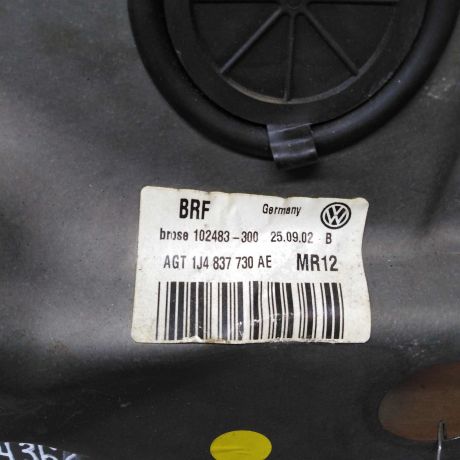 BRF Germany
brose 102483-300 25.09.02 B
AGT 1J4 837 730 AE MR12